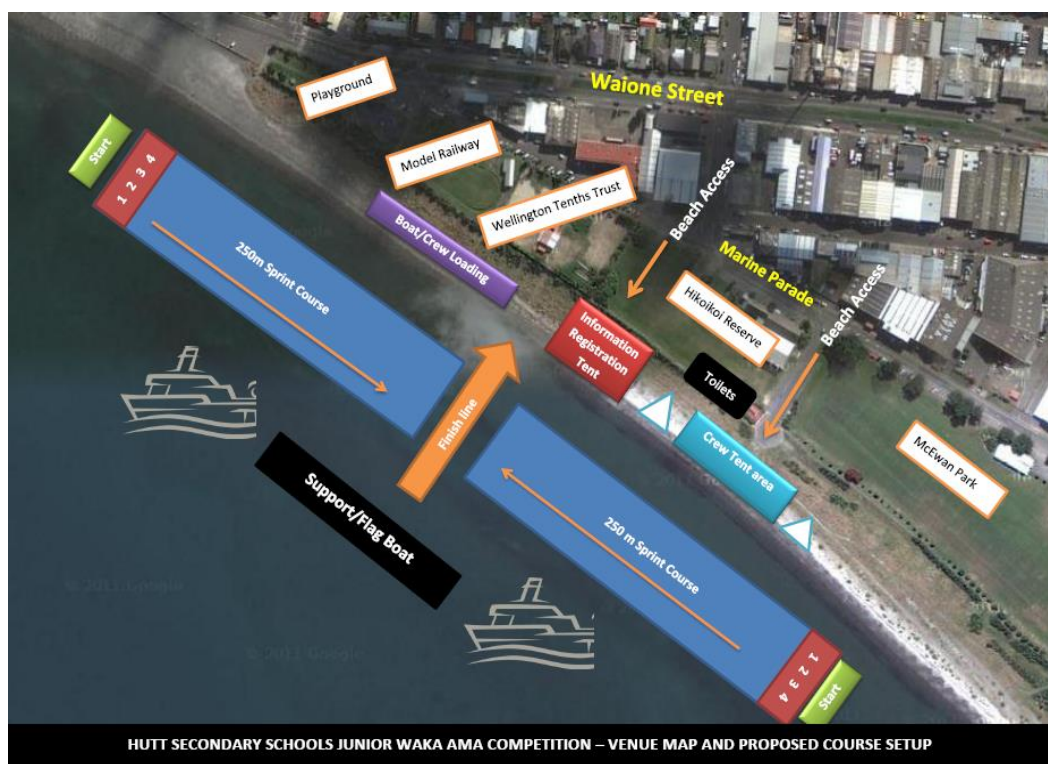 Playground
Waione Street
Start
1 2 3 4
Model Railway
Wellington Tenths Trust
Beach Access
Boat/Crew Loading
250m Sprint Course
Marine Parade
Beach Access
Hikoikoi Reserve
Information
Registration
Tent
Toilets
Finish line
Crew Tent area
McEwan Park
Support/Flag Boat
250 m Sprint Course
1 2 3 4
Start
© 2013 Google
© 2013 Google
HUTT SECONDARY SCHOOLS JUNIOR WAKA AMA COMPETITION – VENUE MAP AND PROPOSED COURSE SETUP